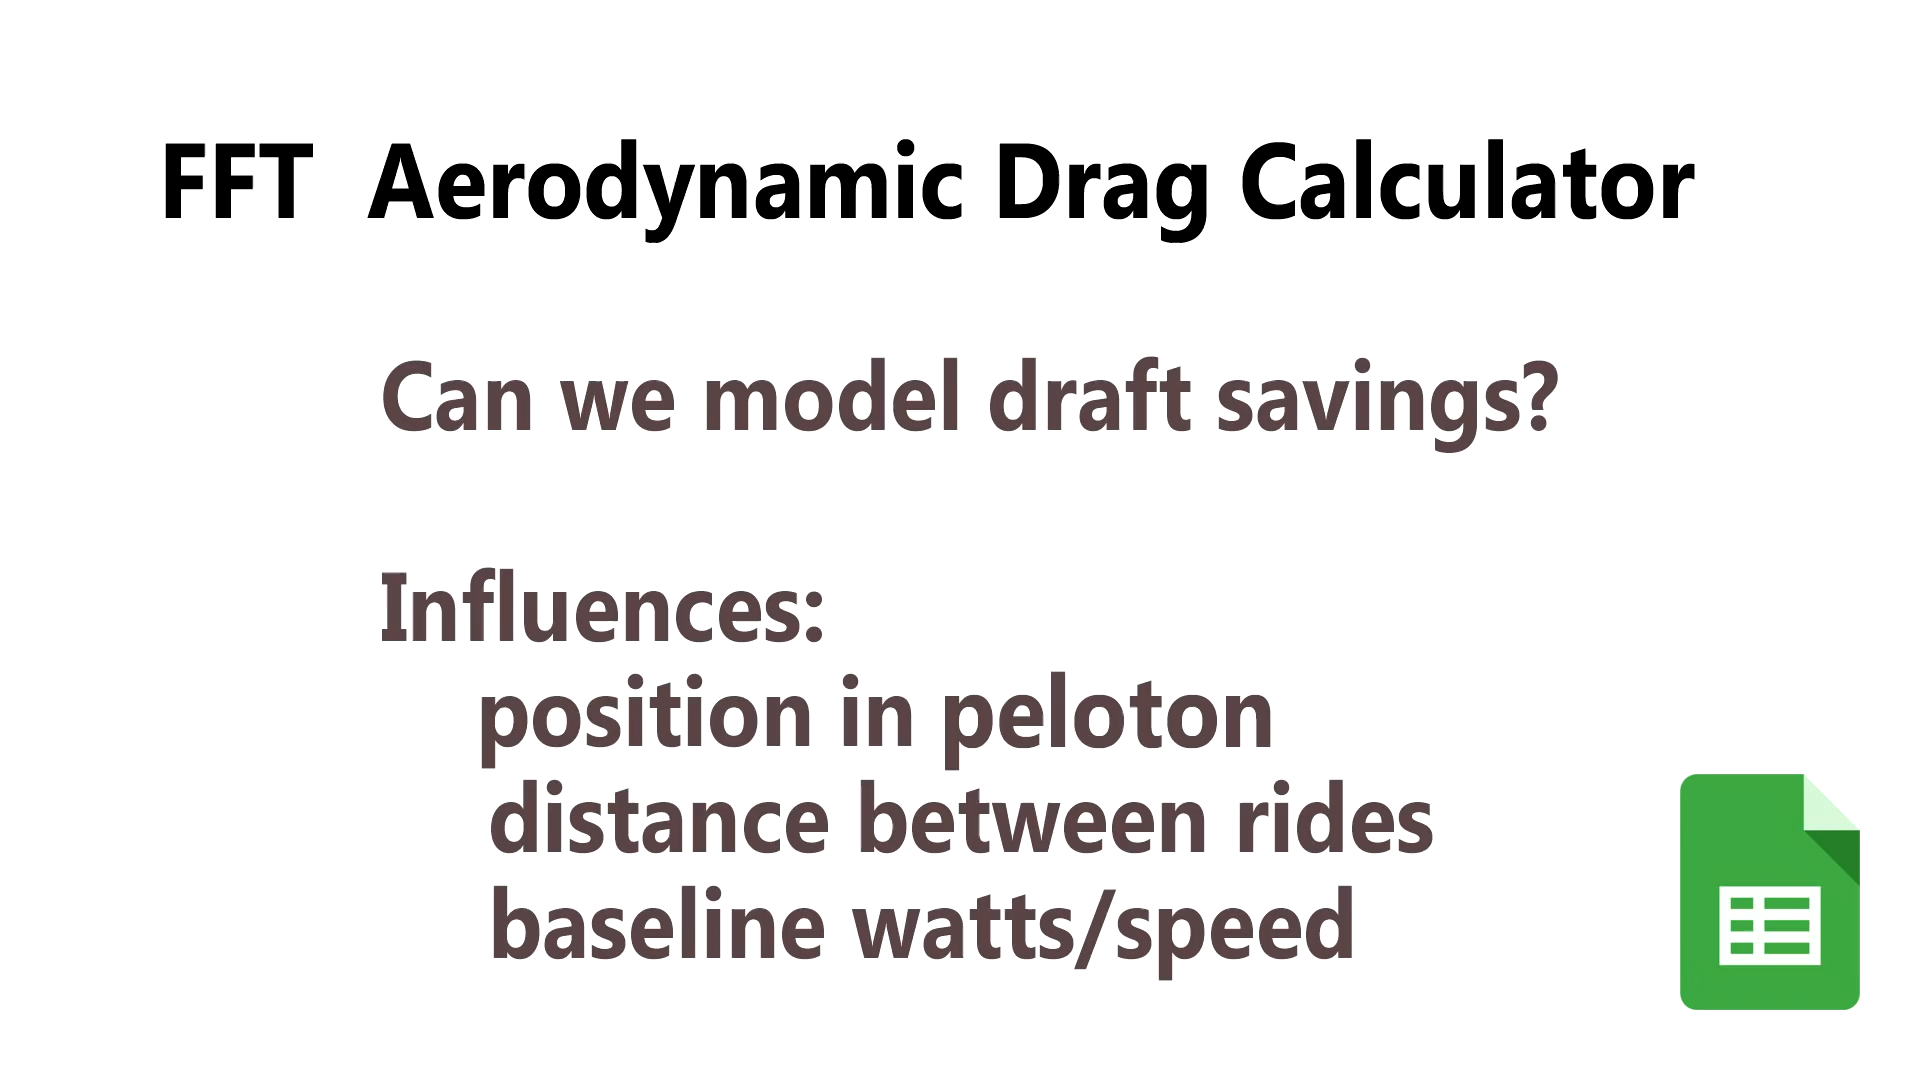 FFT  Aerodynamic Drag Calculator
Can we model draft savings?
Influences:
position in peloton
distance between rides
baseline watts/speed